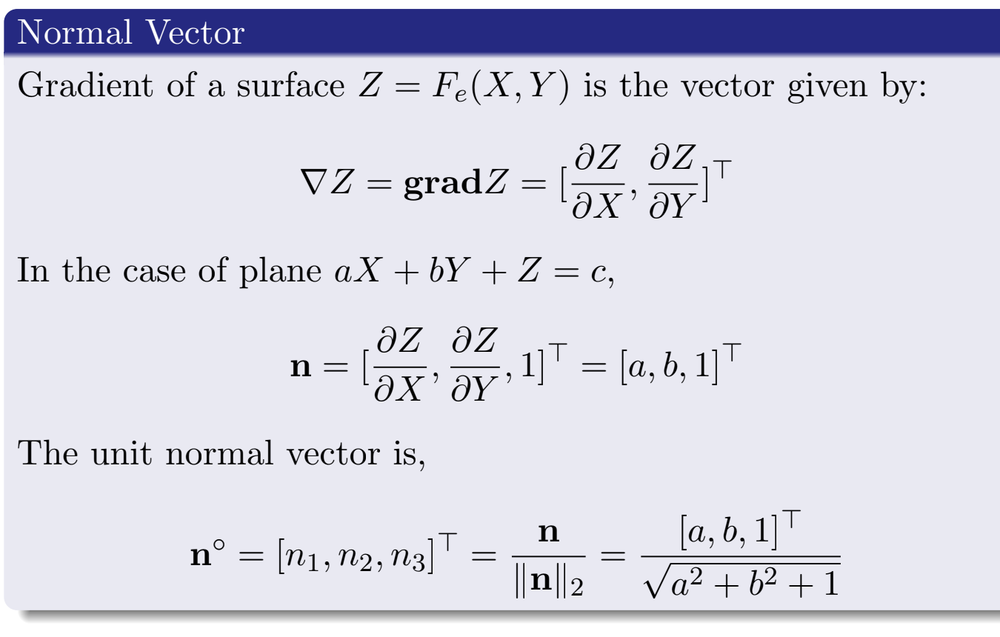 Normal Vector
Gradient of a surface $Z = F_e(X, Y)$ is the vector given by:
$\nabla Z = \mathbf{grad}Z = [\frac{\partial Z}{\partial X}, \frac{\partial Z}{\partial Y}]^\top$
In the case of plane $aX + bY + Z = c$,
$\mathbf{n} = [\frac{\partial Z}{\partial X}, \frac{\partial Z}{\partial Y}, 1]^\top = [a, b, 1]^\top$
The unit normal vector is,
$\mathbf{n}^\circ = [n_1, n_2, n_3]^\top = \frac{\mathbf{n}}{\|\mathbf{n}\|_2} = \frac{[a, b, 1]^\top}{\sqrt{a^2 + b^2 + 1}}$